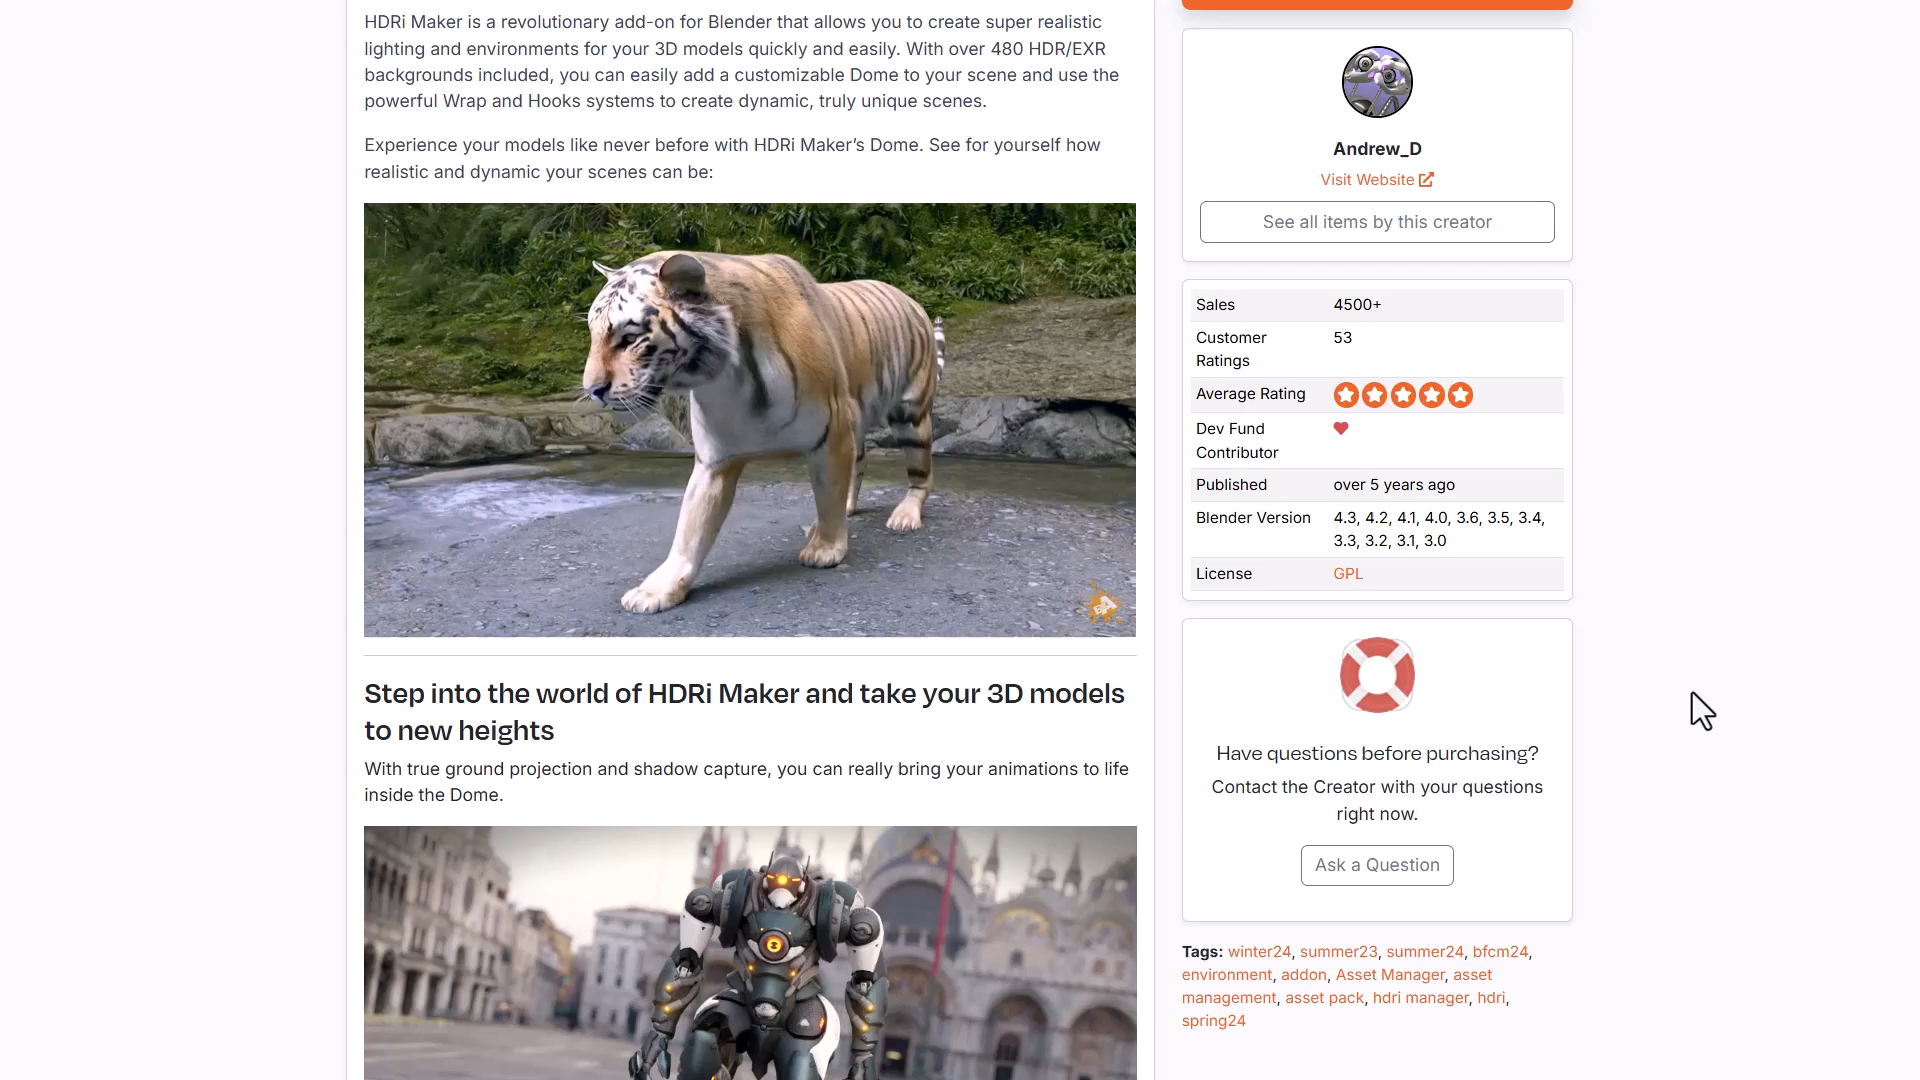 HDRi Maker is a revolutionary add-on for Blender that allows you to create super realistic
lighting and environments for your 3D models quickly and easily. With over 480 HDR/EXR
backgrounds included, you can easily add a customizable Dome to your scene and use the
powerful Wrap and Hooks systems to create dynamic, truly unique scenes.
Experience your models like never before with HDRi Maker’s Dome. See for yourself how
realistic and dynamic your scenes can be:
Step into the world of HDRi Maker and take your 3D models
to new heights
With true ground projection and shadow capture, you can really bring your animations to life
inside the Dome.
Andrew_D
Visit Website
See all items by this creator
Sales 4500+
Customer 53
Ratings
Average Rating
Dev Fund
Contributor
Published over 5 years ago
Blender Version 4.3, 4.2, 4.1, 4.0, 3.6, 3.5, 3.4,
3.3, 3.2, 3.1, 3.0
License GPL
Have questions before purchasing?
Contact the Creator with your questions
right now.
Ask a Question
Tags: winter24, summer23, summer24, bfcm24,
environment, addon, Asset Manager, asset
management, asset pack, hdri manager, hdri,
spring24